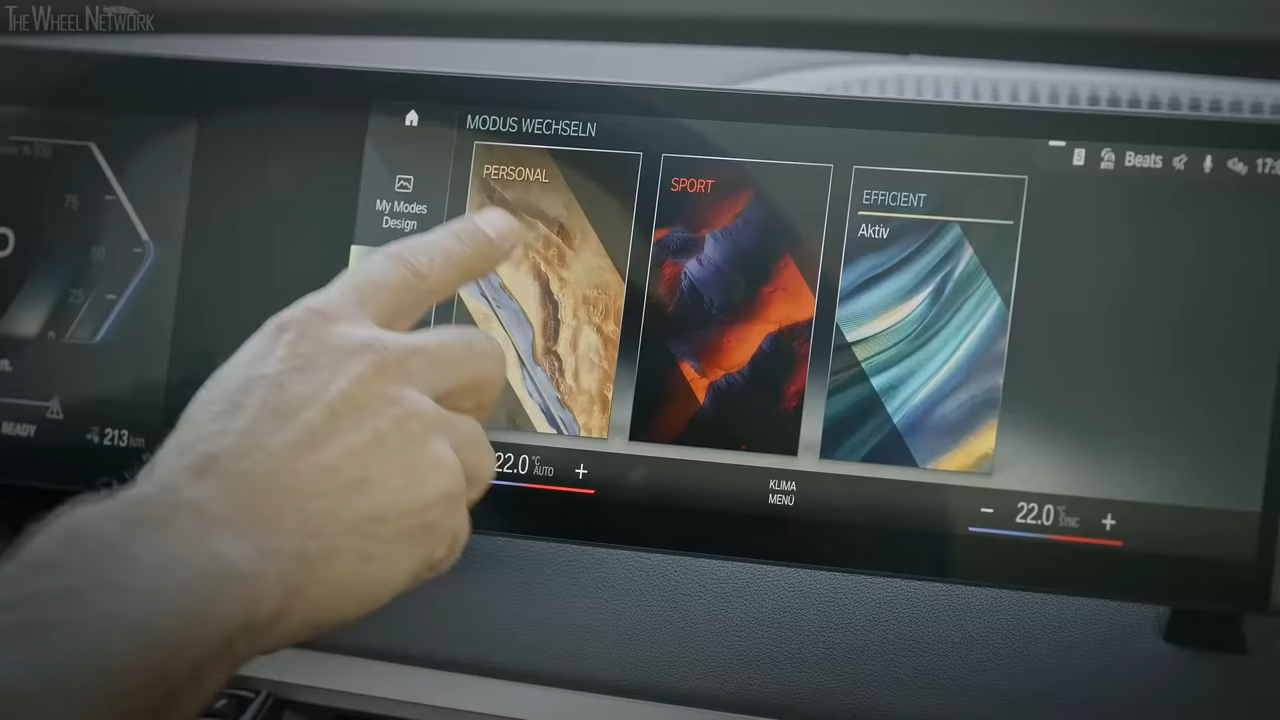 THE WHEEL NETWORK
MODUS WECHSELN
My Modes
Design
PERSONAL
SPORT
EFFICIENT
Aktiv
Beats
75
50
25
0
READY
213 km
22.0 °C
AUTO
+
KLIMA
MENÜ
− 22.0 °C
SYNC
+